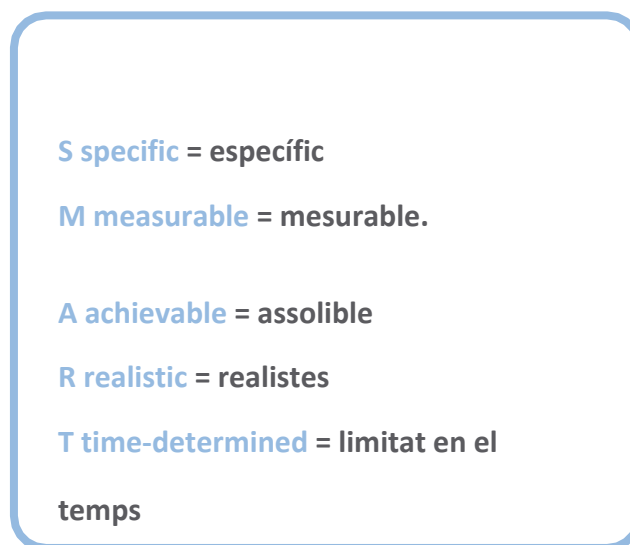 S specific = específic
M measurable = mesurable.
A achievable = assolible
R realistic = realistes
T time-determined = limitat en el
temps